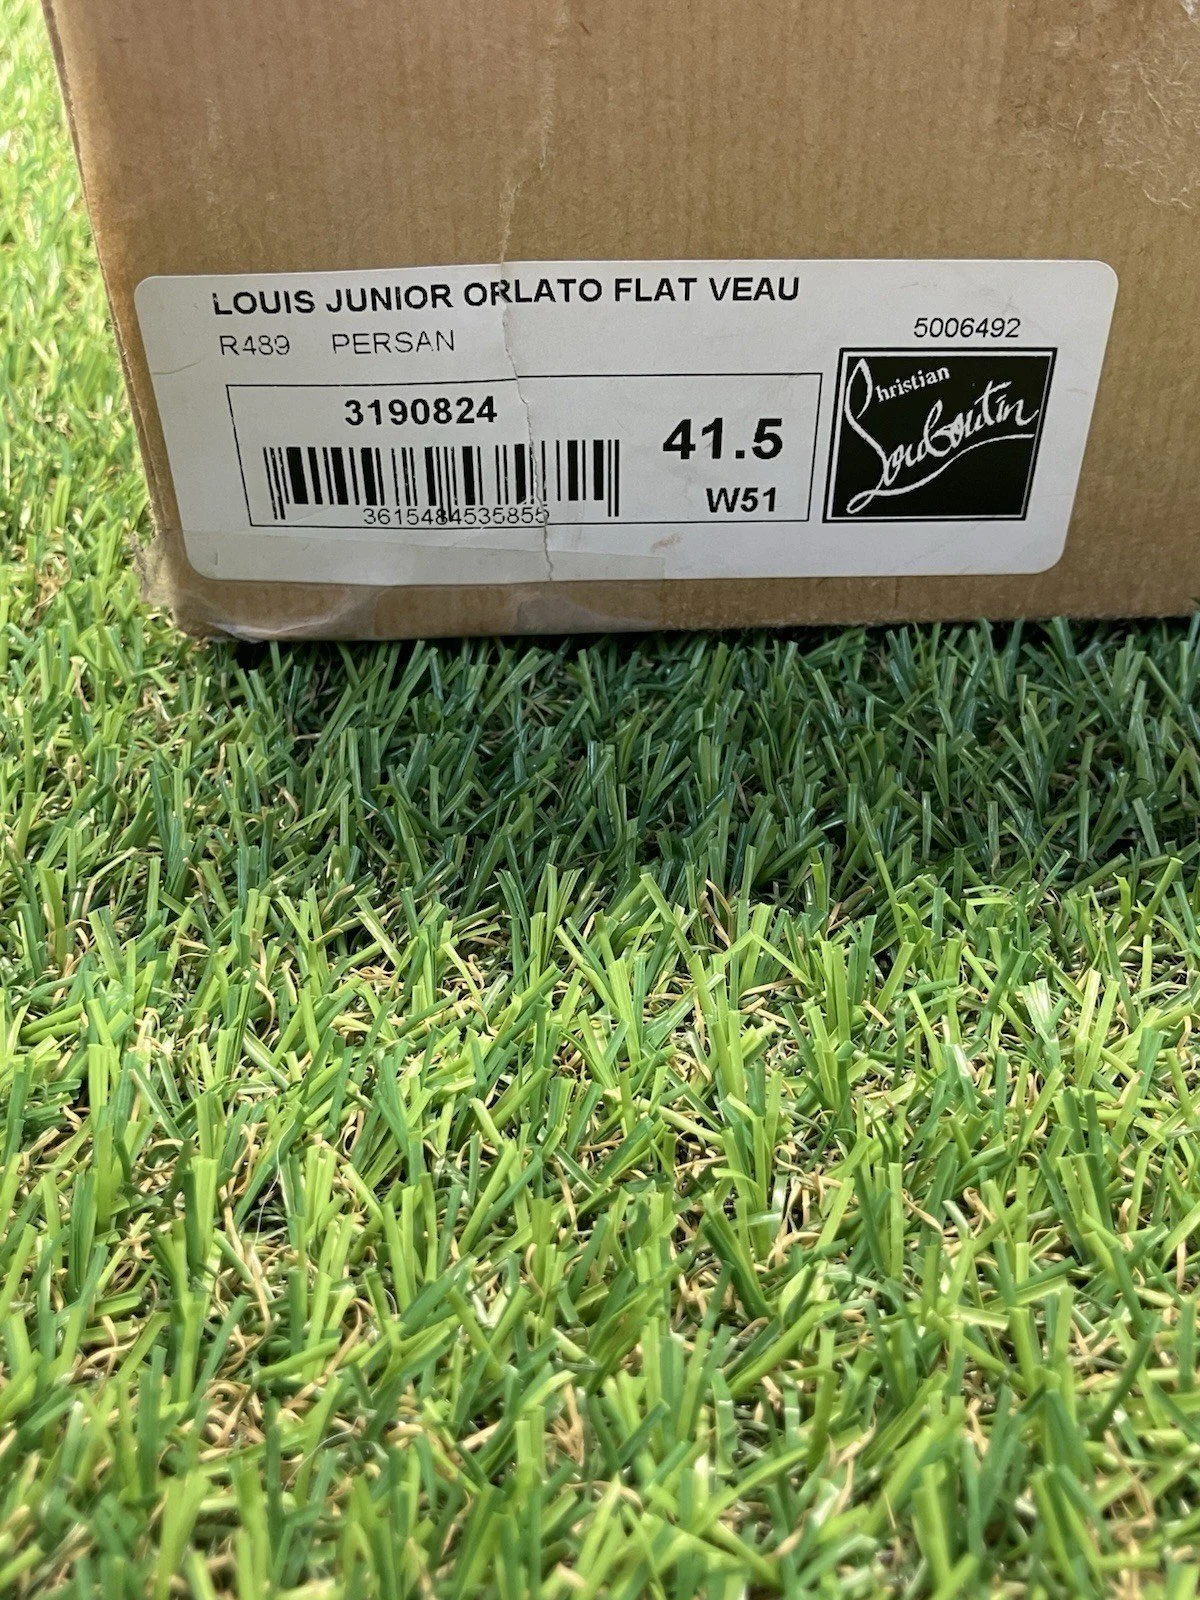 LOUIS JUNIOR ORLATO FLAT VEAU
R489 PERSAN
5006492
3190824
41.5
W51
3615484535855
Christian
Louboutin